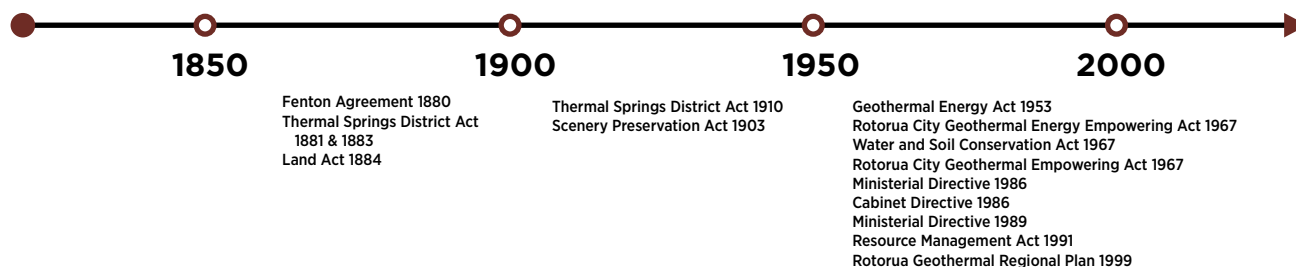 1850
1900
1950
2000
Fenton Agreement 1880
Thermal Springs District Act
1881 & 1883
Land Act 1884
Thermal Springs District Act 1910
Scenery Preservation Act 1903
Geothermal Energy Act 1953
Rotorua City Geothermal Energy Empowering Act 1967
Water and Soil Conservation Act 1967
Rotorua City Geothermal Empowering Act 1967
Ministerial Directive 1986
Cabinet Directive 1986
Ministerial Directive 1989
Resource Management Act 1991
Rotorua Geothermal Regional Plan 1999